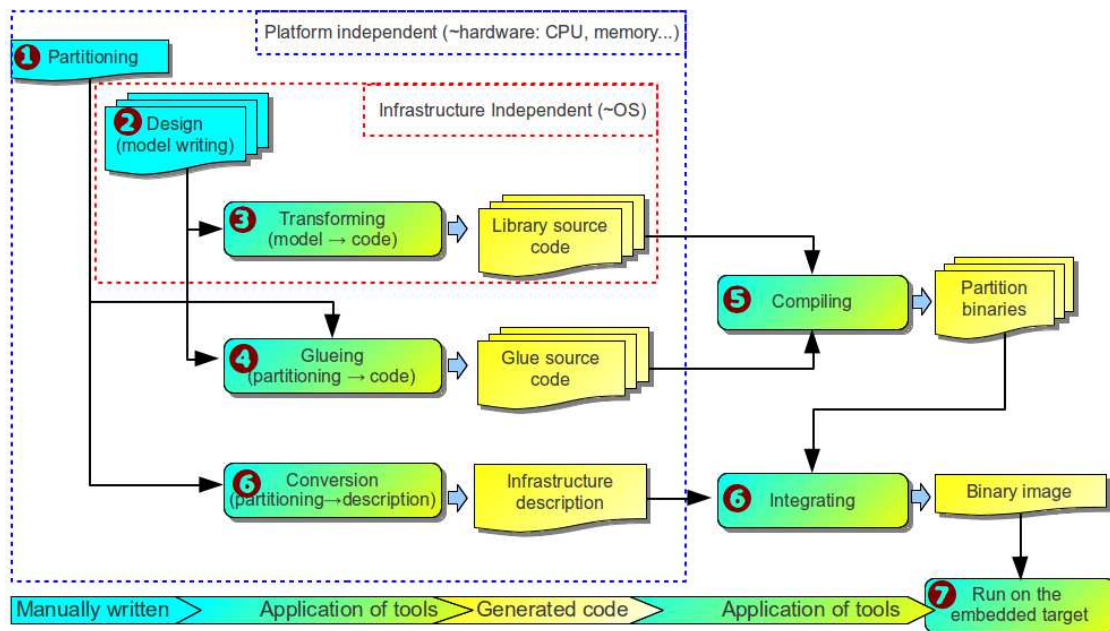 Platform independent (~hardware: CPU, memory...)
1 Partitioning
Infrastructure Independent (~OS)
2 Design
(model writing)
3 Transforming
(model → code)
Library source
code
5 Compiling
Partition
binaries
4 Glueing
(partitioning → code)
Glue source
code
6 Conversion
(partitioning→description)
Infrastructure
description
6 Integrating
Binary image
7 Run on the
embedded target
Manually written
Application of tools
Generated code
Application of tools